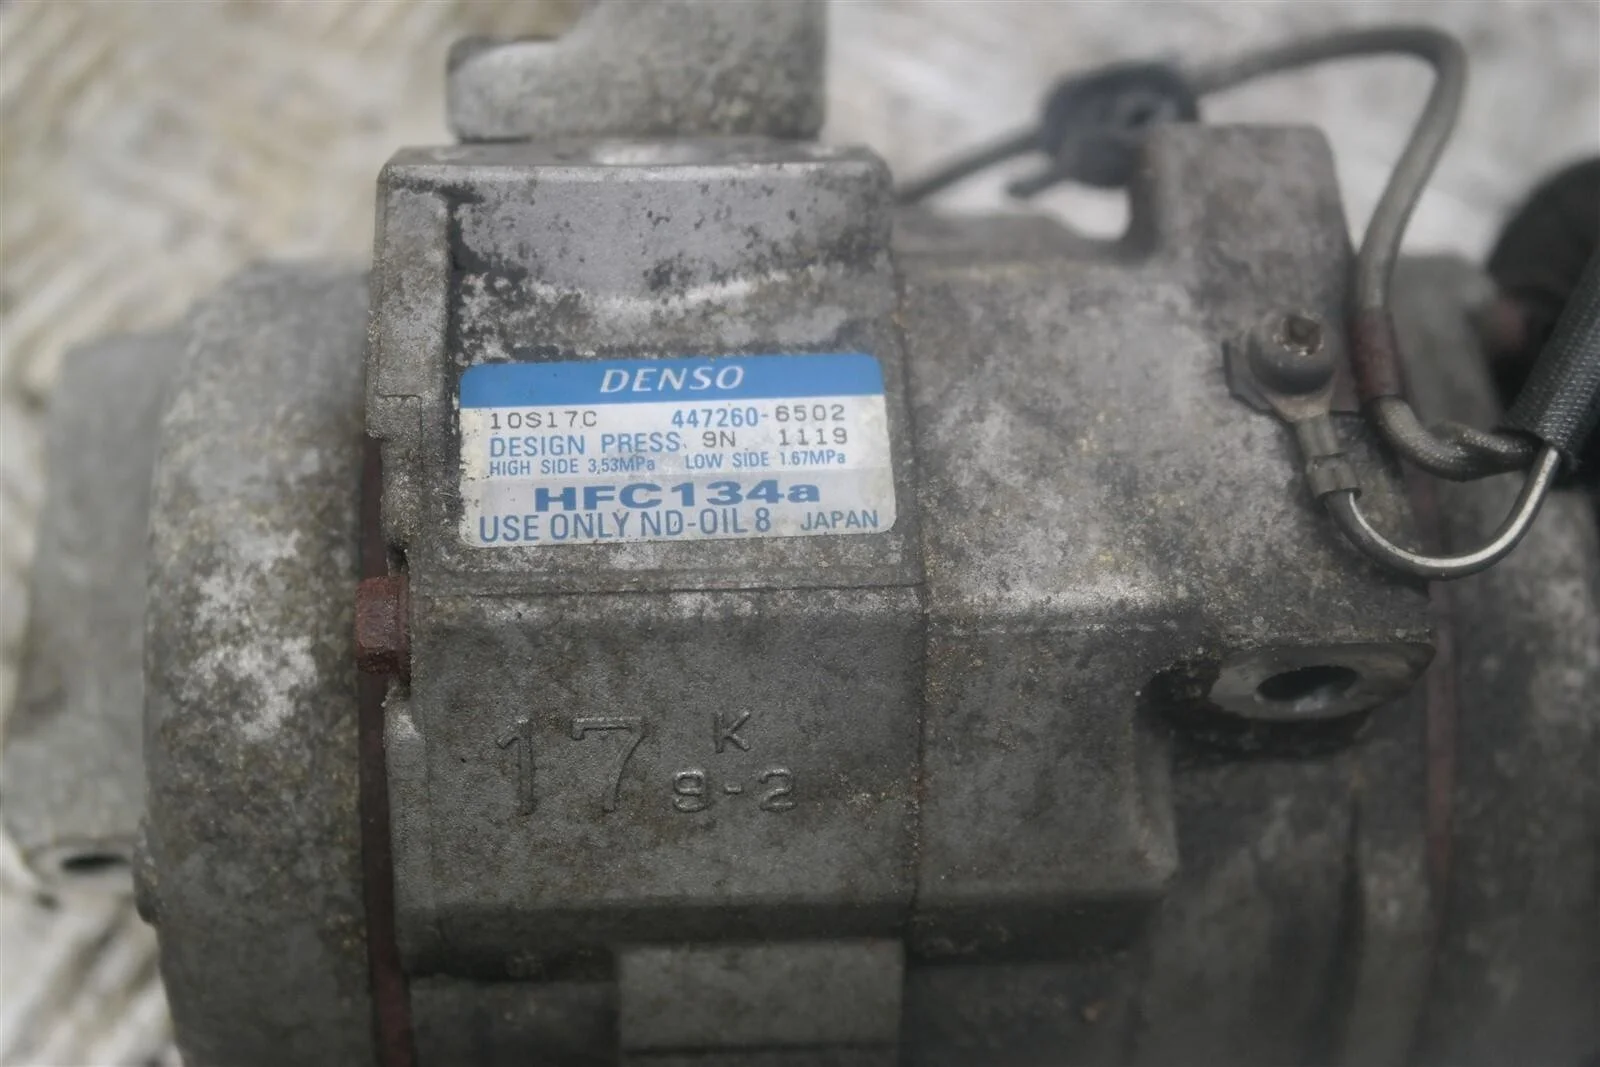 DENSO
10S17C 447260-6502
DESIGN PRESS. 9N 1119
HIGH SIDE 3,53MPa LOW SIDE 1.67MPa
HFC134a
USE ONLY ND-OIL 8 JAPAN
17 K
9-2